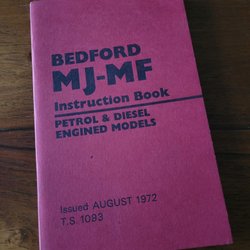 BEDFORD
MJ-MF
Instruction Book
PETROL & DIESEL
ENGINED MODELS
Issued AUGUST 1972
T.S. 1093